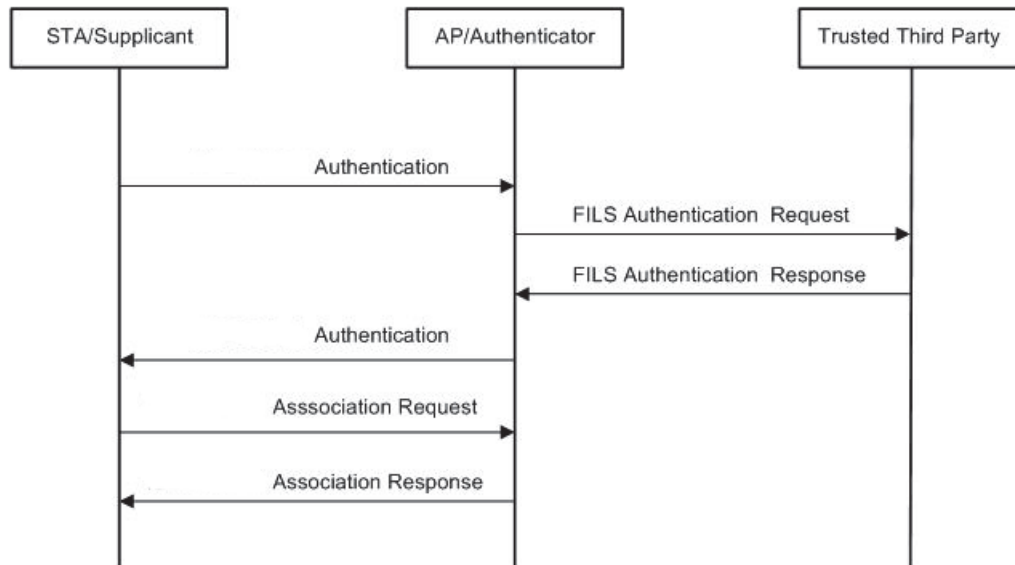 STA/Supplicant
AP/Authenticator
Trusted Third Party
Authentication
FILS Authentication Request
FILS Authentication Response
Authentication
Asssociation Request
Association Response